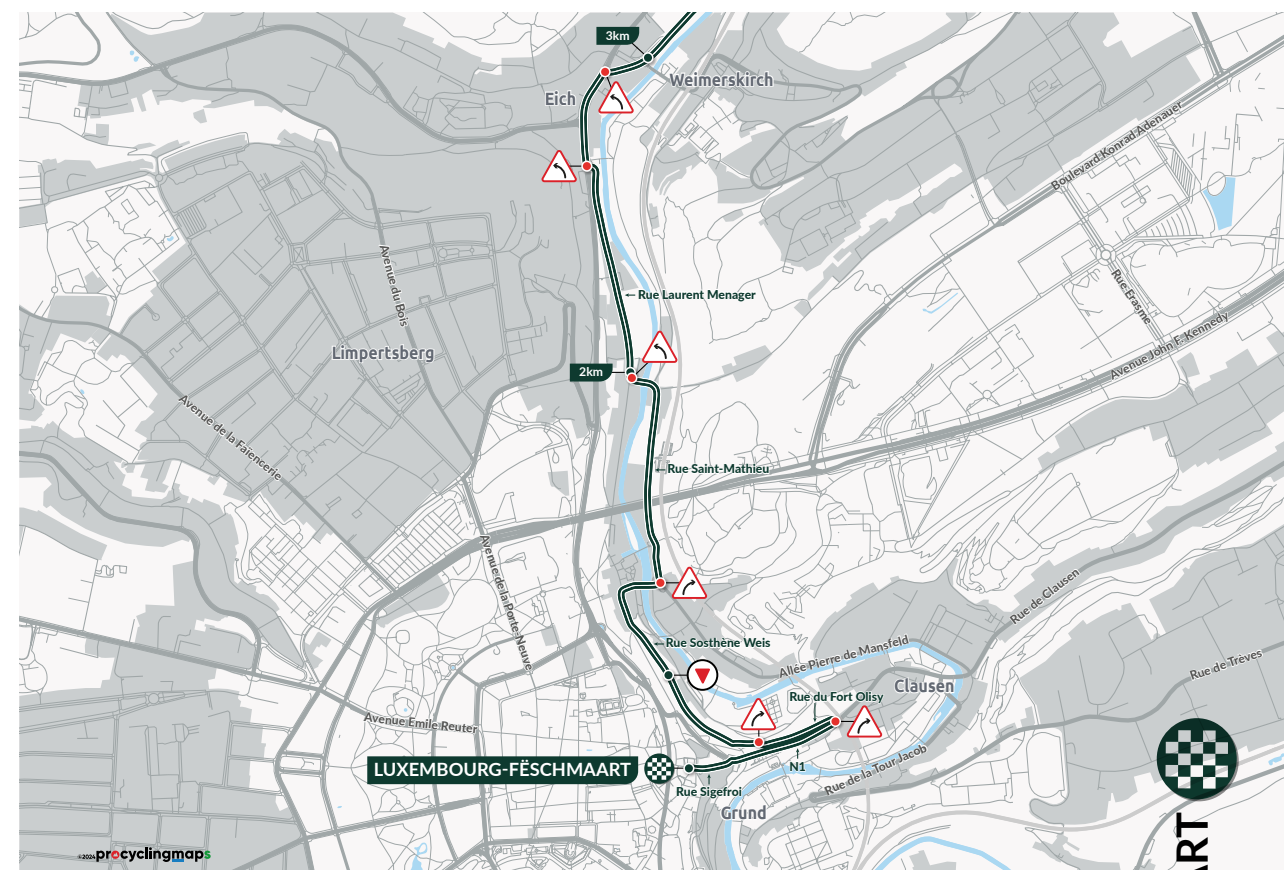 3km
Weimerskirch
Eich
Boulevard Konrad Adenauer
Avenue du Bois
Rue Erasme
Rue Laurent Menager
Avenue John F. Kennedy
Limpertsberg
2km
Avenue de la Faiencerie
Rue Saint-Mathieu
Avenue de la Porte-Neuve
Rue de Clausen
Rue Sosthène Weis
Allée Pierre de Mansfeld
Rue de Trèves
Clausen
Rue du Fort Olisy
Avenue Emile Reuter
LUXEMBOURG-FËSCHMAART
N1
Rue de la Tour Jacob
Rue Sigefroi
Grund
ART
©2024 procyclingmaps